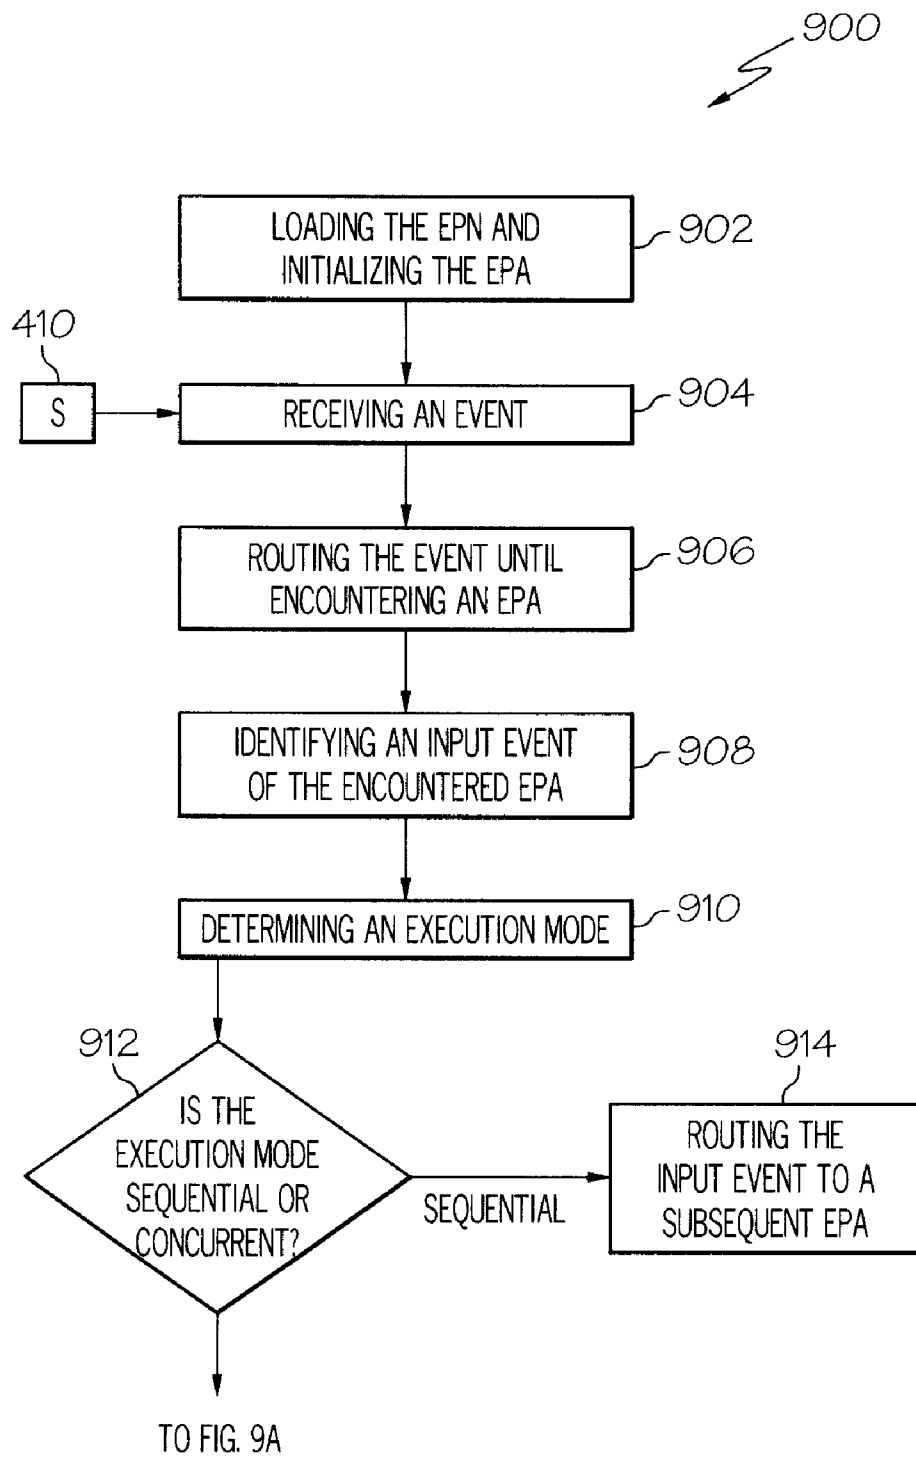 900
LOADING THE EPN AND
INITIALIZING THE EPA
902
410
S
RECEIVING AN EVENT
904
ROUTING THE EVENT UNTIL
ENCOUNTERING AN EPA
906
IDENTIFYING AN INPUT EVENT
OF THE ENCOUNTERED EPA
908
DETERMINING AN EXECUTION MODE
910
912
IS THE
EXECUTION MODE
SEQUENTIAL OR
CONCURRENT?
SEQUENTIAL
914
ROUTING THE
INPUT EVENT TO A
SUBSEQUENT EPA
TO FIG. 9A